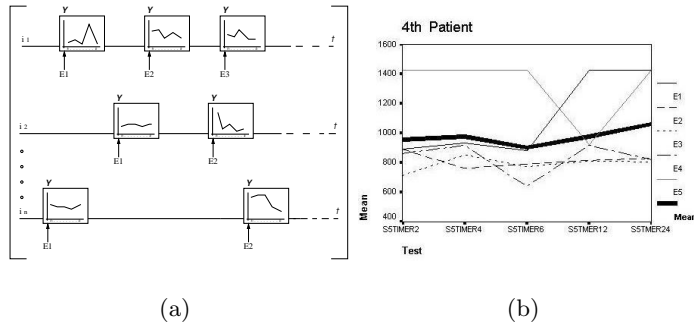 Y
Y
Y
i 1
t
E1
E2
E3
Y
Y
i 2
t
E1
E2
Y
Y
i n
t
E1
E2
(a)
4th Patient
1600
1400
1200
1000
800
600
400
Mean
S5TIMER2
S5TIMER4
S5TIMER6
S5TIMER12
S5TIMER24
Test
E1
E2
E3
E4
E5
Mean
(b)